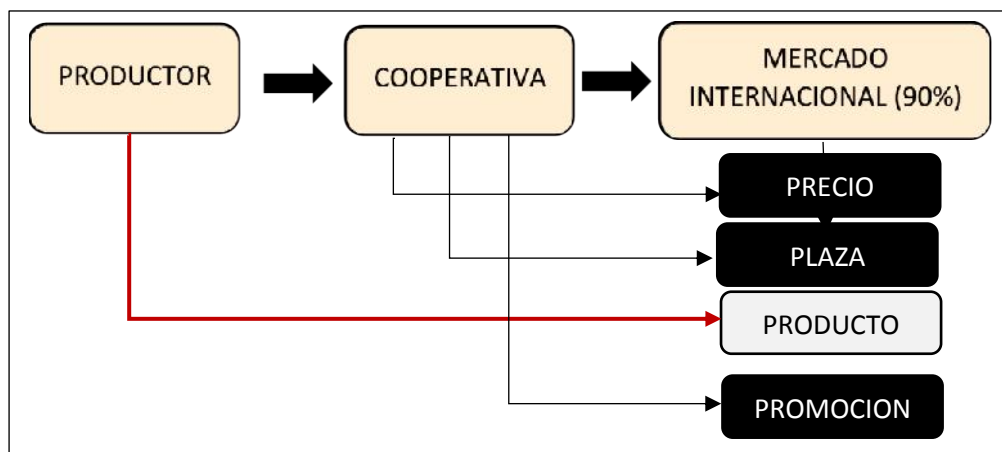 PRODUCTOR
COOPERATIVA
MERCADO
INTERNACIONAL (90%)
PRECIO
PLAZA
PRODUCTO
PROMOCION